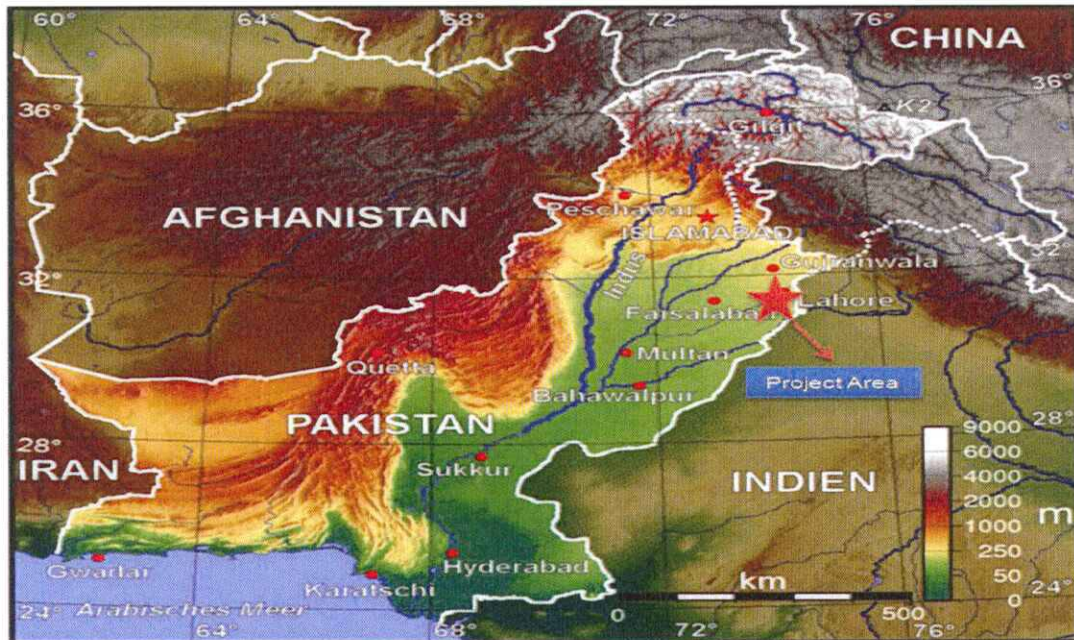 60°
64°
68°
72°
76°
CHINA
36°
36°
K2
Gilgit
AFGHANISTAN
Peschawar
ISLAMABAD
32°
32°
Indus
Gujranwala
Lahore
Faisalabad
Quetta
Multan
Project Area
Bahawalpur
PAKISTAN
28°
28°
9000
6000
4000
2000
1000
250
50
0
m
IRAN
Sukkur
INDIEN
Gwadar
Karatschi
Hyderabad
km
0
500
24°
24°
Arabisches Meer
64°
68°
72°
76°